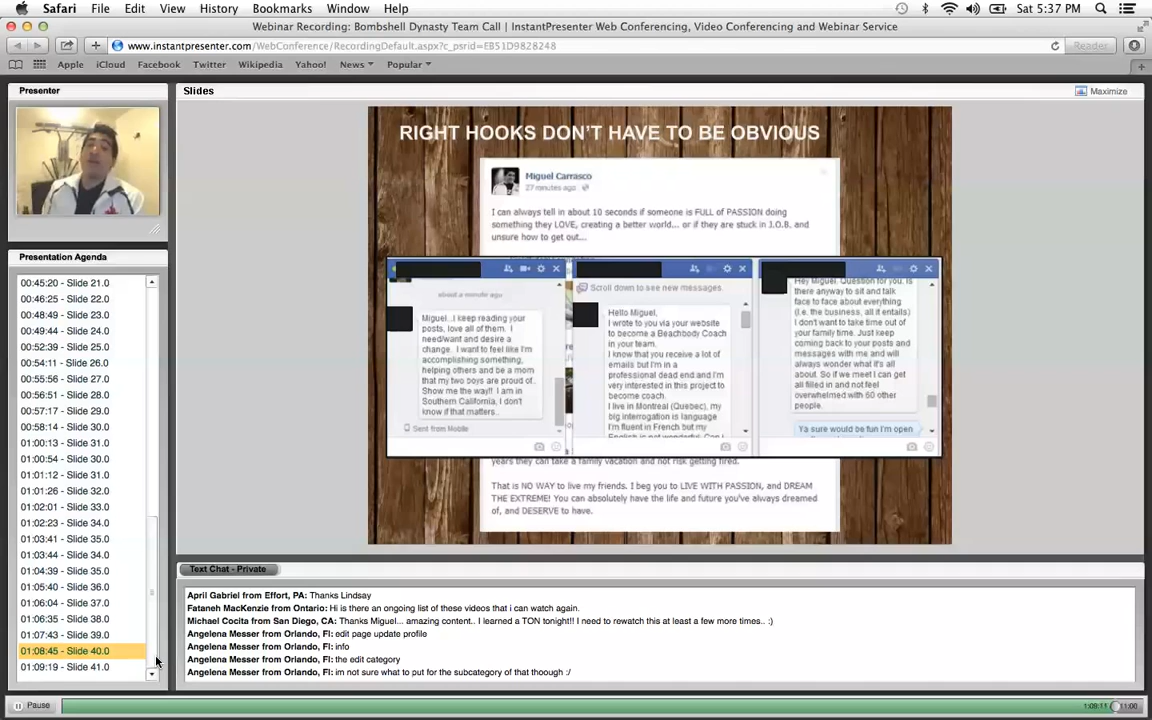 Safari File Edit View History Bookmarks Window Help Sat 5:37 PM
Webinar Recording: Bombshell Dynasty Team Call | InstantPresenter Web Conferencing, Video Conferencing and Webinar Service
www.instantpresenter.com/WebConference/RecordingDefault.aspx?c_psrid=EB51D9828248
Reader
Apple iCloud Facebook Twitter Wikipedia Yahoo! News Popular
Presenter
Presentation Agenda
00:45:20 - Slide 21.0
00:46:25 - Slide 22.0
00:48:49 - Slide 23.0
00:49:44 - Slide 24.0
00:52:39 - Slide 25.0
00:54:11 - Slide 26.0
00:55:56 - Slide 27.0
00:56:51 - Slide 28.0
00:57:17 - Slide 29.0
00:58:14 - Slide 30.0
01:00:13 - Slide 31.0
01:00:54 - Slide 30.0
01:01:12 - Slide 31.0
01:01:26 - Slide 32.0
01:02:01 - Slide 33.0
01:02:23 - Slide 34.0
01:03:41 - Slide 35.0
01:03:44 - Slide 34.0
01:04:39 - Slide 35.0
01:05:40 - Slide 36.0
01:06:04 - Slide 37.0
01:06:35 - Slide 38.0
01:07:43 - Slide 39.0
01:08:45 - Slide 40.0
01:09:19 - Slide 41.0
Slides
Maximize
RIGHT HOOKS DON'T HAVE TO BE OBVIOUS
Miguel Carrasco
27 minutes ago
I can always tell in about 10 seconds if someone is FULL of PASSION doing
something they LOVE, creating a better world... or if they are stuck in J.O.B. and
unsure how to get out...
about a minute ago
Miguel...I keep reading your
posts, love all of them. I
need/want and desire a
change. I want to feel like I'm
accomplishing something,
helping others and be a mom
that my two boys are proud of.
Show me the way!! I am in
Southern California, I don't
know if that matters..
Sent from Mobile
Scroll down to see new messages.
Hello Miguel,
I wrote to you via your website
to become a Beachbody Coach
in your team.
I know that you receive a lot of
emails but I'm in a
professional dead end and I'm
very interested in this project to
become coach.
I live in Montreal (Quebec), my
big interrogation is language
I'm fluent in French but my
English is not wonderful. Can I
Hey Miguel. Question for you. Is
there anyway to sit and talk
face to face about everything
(I.e. the business, all it entails)
I don't want to take time out of
your family time. Just keep
coming back to your posts and
messages with me and will
always wonder what it's all
about. So if we meet I can get
all filled in and not feel
overwhelmed with 60 other
people.
Ya sure would be fun I'm open
years they can take a family vacation and not risk getting fired.
That is NO WAY to live my friends. I beg you to LIVE WITH PASSION, and DREAM
THE EXTREME! You can absolutely have the life and future you've always dreamed
of, and DESERVE to have.
Text Chat - Private
April Gabriel from Effort, PA: Thanks Lindsay
Fataneh MacKenzie from Ontario: Hi is there an ongoing list of these videos that i can watch again.
Michael Cocita from San Diego, CA: Thanks Miguel... amazing content.. I learned a TON tonight!! I need to rewatch this at least a few more times.. :)
Angelena Messer from Orlando, Fl: edit page update profile
Angelena Messer from Orlando, Fl: info
Angelena Messer from Orlando, Fl: the edit category
Angelena Messer from Orlando, Fl: im not sure what to put for the subcategory of that thoough :/
Pause
1:09:11
11:00